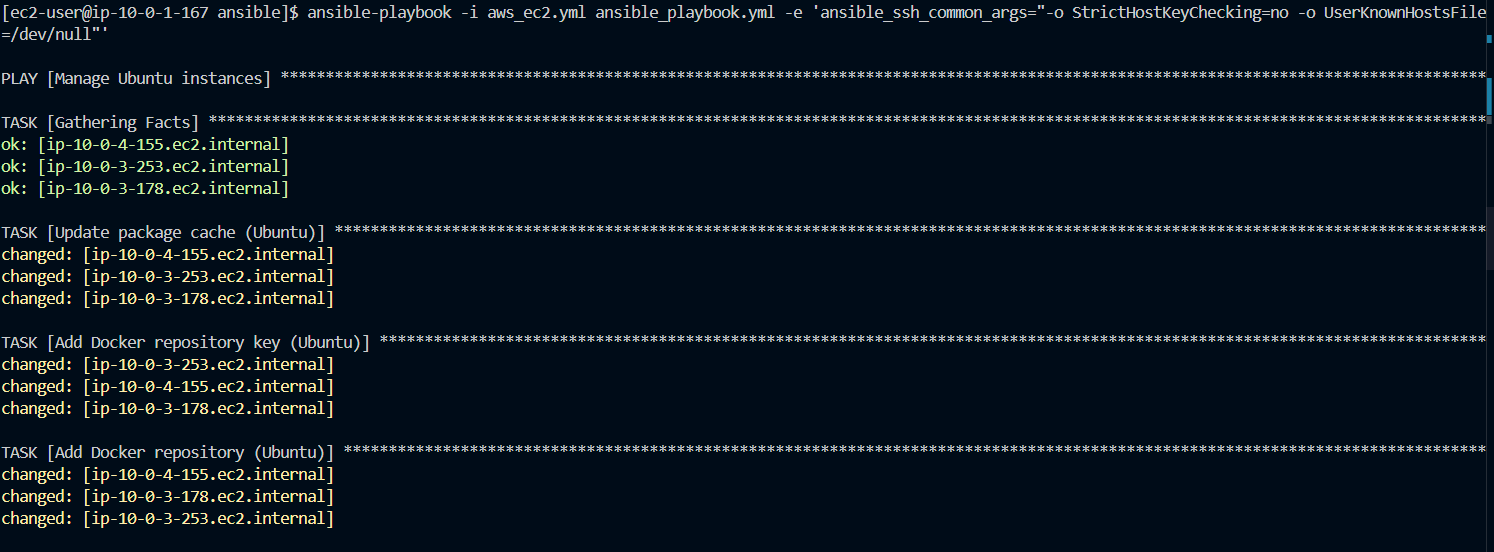 [ec2-user@ip-10-0-1-167 ansible]$ ansible-playbook -i aws_ec2.yml ansible_playbook.yml -e 'ansible_ssh_common_args="-o StrictHostKeyChecking=no -o UserKnownHostsFile
=/dev/null"'
PLAY [Manage Ubuntu instances] **************************************************************************************************************************************
TASK [Gathering Facts] **********************************************************************************************************************************************
ok: [ip-10-0-4-155.ec2.internal]
ok: [ip-10-0-3-253.ec2.internal]
ok: [ip-10-0-3-178.ec2.internal]
TASK [Update package cache (Ubuntu)] ********************************************************************************************************************************
changed: [ip-10-0-4-155.ec2.internal]
changed: [ip-10-0-3-253.ec2.internal]
changed: [ip-10-0-3-178.ec2.internal]
TASK [Add Docker repository key (Ubuntu)] ***************************************************************************************************************************
changed: [ip-10-0-3-253.ec2.internal]
changed: [ip-10-0-4-155.ec2.internal]
changed: [ip-10-0-3-178.ec2.internal]
TASK [Add Docker repository (Ubuntu)] *******************************************************************************************************************************
changed: [ip-10-0-4-155.ec2.internal]
changed: [ip-10-0-3-178.ec2.internal]
changed: [ip-10-0-3-253.ec2.internal]